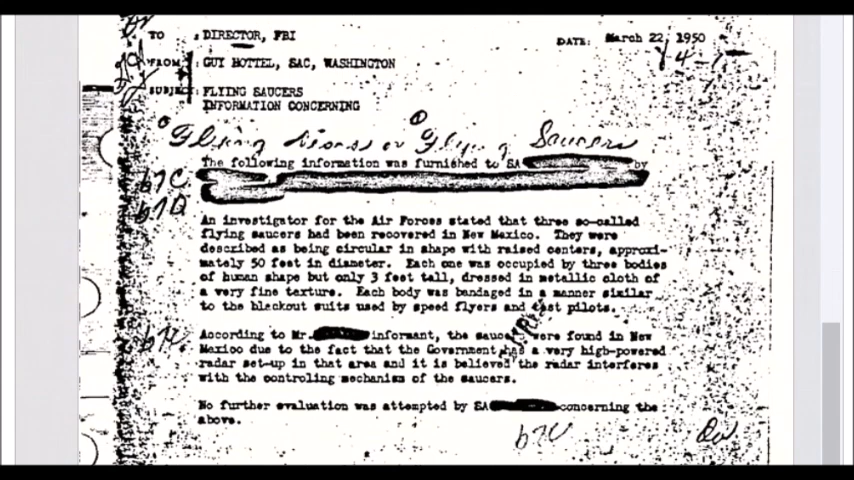 TO : DIRECTOR, FBI DATE: March 22, 1950
FROM : GUY HOTTEL, SAC, WASHINGTON
SUBJECT: FLYING SAUCERS
INFORMATION CONCERNING
Flying Discs or Flying Saucers
The following information was furnished to SA by
b7C
b7D
An investigator for the Air Forces stated that three so-called
flying saucers had been recovered in New Mexico. They were
described as being circular in shape with raised centers, approxi-
mately 50 feet in diameter. Each one was occupied by three bodies
of human shape but only 3 feet tall, dressed in metallic cloth of
a very fine texture. Each body was bandaged in a manner similar
to the blackout suits used by speed flyers and test pilots.
According to Mr. informant, the saucers were found in New
Mexico due to the fact that the Government has a very high-powered
radar set-up in that area and it is believed the radar interferes
with the controling mechanism of the saucers.
b7C
No further evaluation was attempted by SA concerning the
above.
b7C